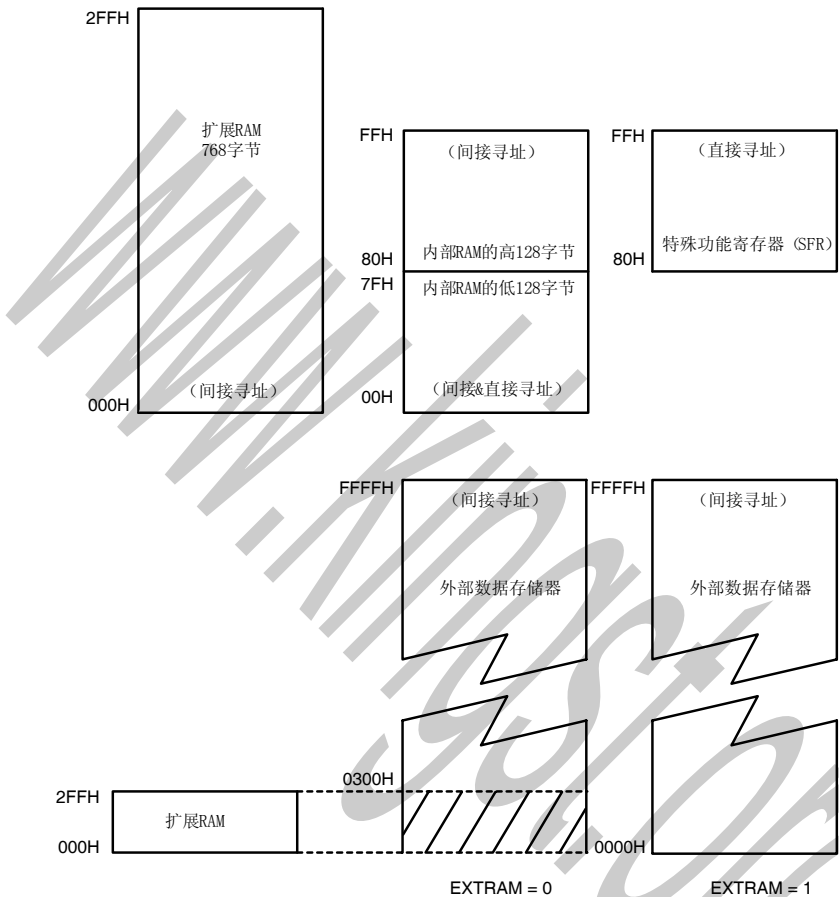 2FFH
扩展RAM
768字节
(间接寻址)
000H
FFH
(间接寻址)
内部RAM的高128字节
80H
7FH
内部RAM的低128字节
(间接&直接寻址)
00H
FFH
(直接寻址)
特殊功能寄存器 (SFR)
80H
FFFFH
(间接寻址)
外部数据存储器
FFFFH
(间接寻址)
外部数据存储器
0300H
2FFH
扩展RAM
000H
0000H
EXTRAM = 0
EXTRAM = 1